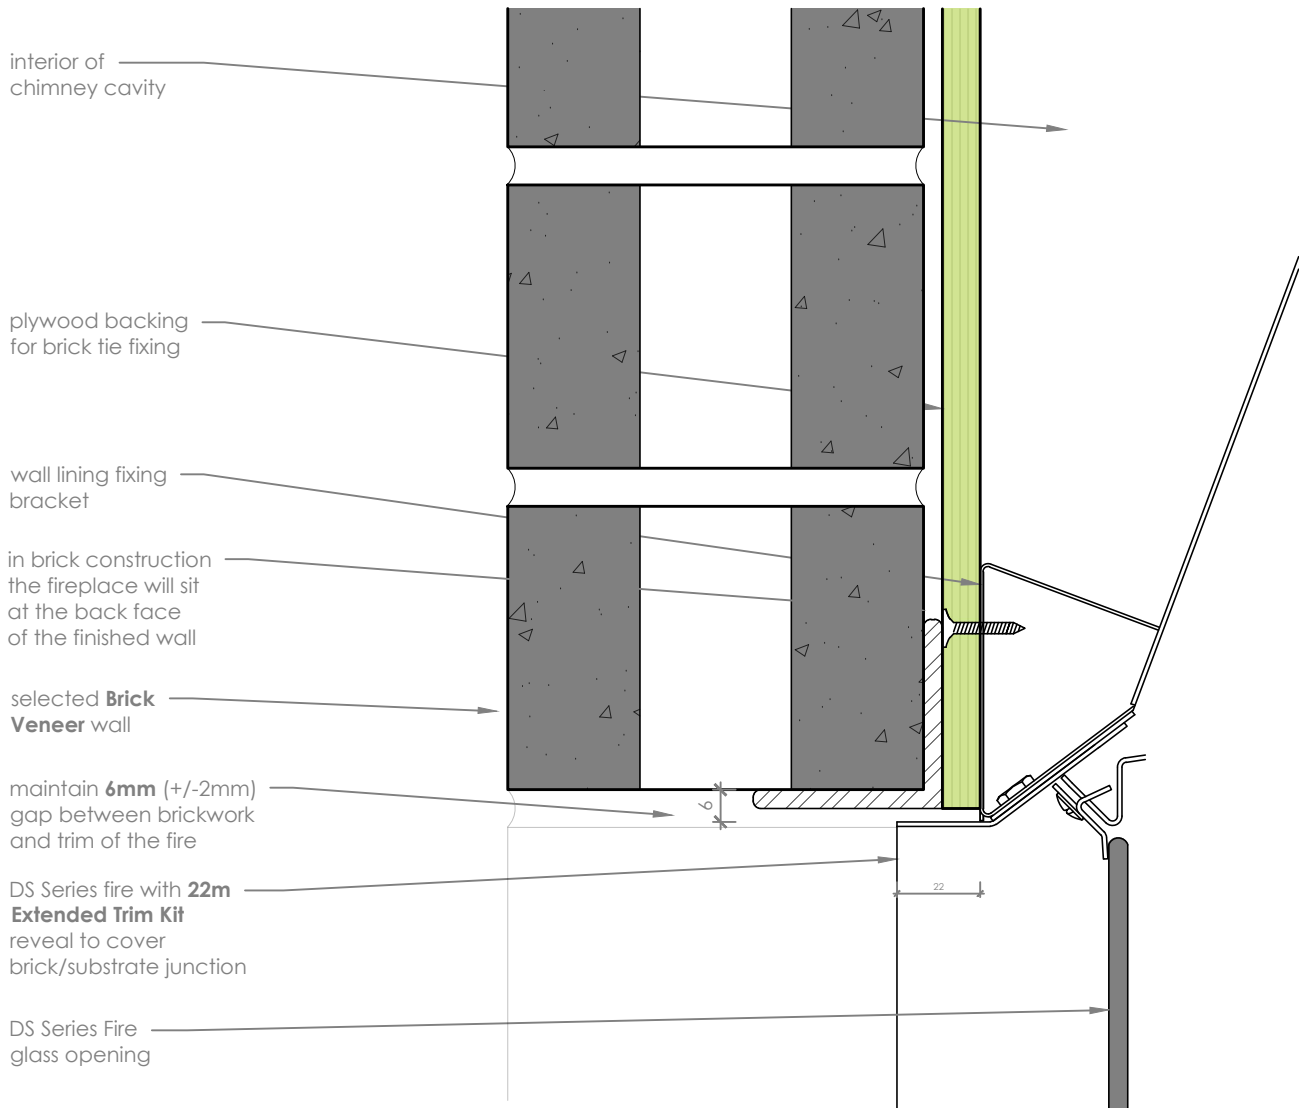 interior of
chimney cavity
plywood backing
for brick tie fixing
wall lining fixing
bracket
in brick construction
the fireplace will sit
at the back face
of the finished wall
selected Brick
Veneer wall
maintain 6mm (+/-2mm)
gap between brickwork
and trim of the fire
6
DS Series fire with 22m
Extended Trim Kit
reveal to cover
brick/substrate junction
22
DS Series Fire
glass opening